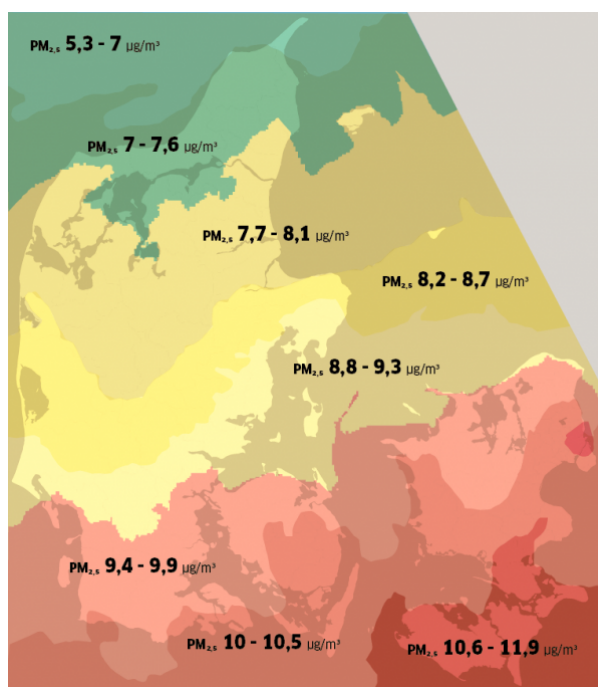 PM2,5 5,3 - 7 µg/m³
PM2,5 7 - 7,6 µg/m³
PM2,5 7,7 - 8,1 µg/m³
PM2,5 8,2 - 8,7 µg/m³
PM2,5 8,8 - 9,3 µg/m³
PM2,5 9,4 - 9,9 µg/m³
PM2,5 10 - 10,5 µg/m³
PM2,5 10,6 - 11,9 µg/m³